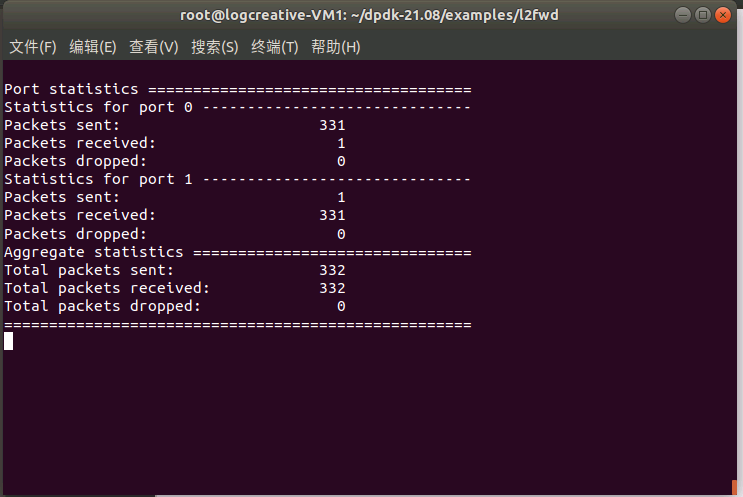 root@logcreative-VM1: ~/dpdk-21.08/examples/l2fwd
文件(F) 编辑(E) 查看(V) 搜索(S) 终端(T) 帮助(H)
Port statistics ====================================
Statistics for port 0 ------------------------------
Packets sent:                      331
Packets received:                    1
Packets dropped:                     0
Statistics for port 1 ------------------------------
Packets sent:                        1
Packets received:                  331
Packets dropped:                     0
Aggregate statistics ===============================
Total packets sent:                332
Total packets received:            332
Total packets dropped:               0
====================================================